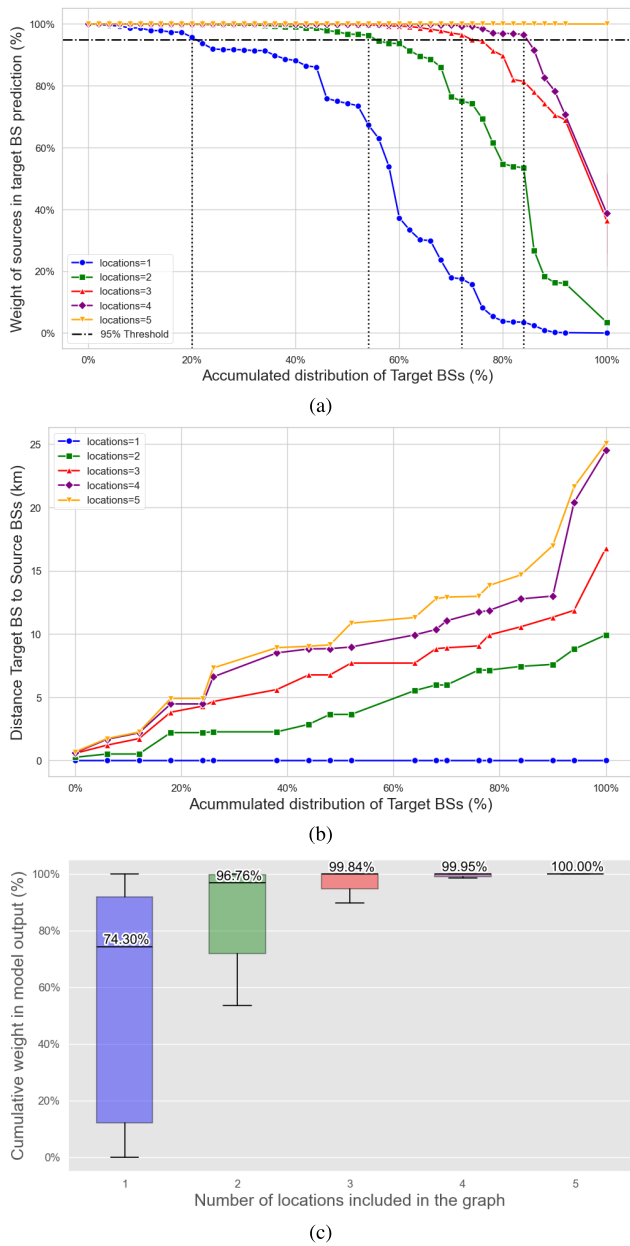 100%
80%
60%
40%
20%
0%
Weight of sources in target BS prediction (%)
locations=1
locations=2
locations=3
locations=4
locations=5
95% Threshold
0% 20% 40% 60% 80% 100%
Accumulated distribution of Target BSs (%)
(a)
25
20
15
10
5
0
Distance Target BS to Source BSs (km)
locations=1
locations=2
locations=3
locations=4
locations=5
0% 20% 40% 60% 80% 100%
Acummulated distribution of Target BSs (%)
(b)
100%
80%
60%
40%
20%
0%
Cumulative weight in model output (%)
74.30%
96.76%
99.84%
99.95%
100.00%
1 2 3 4 5
Number of locations included in the graph
(c)